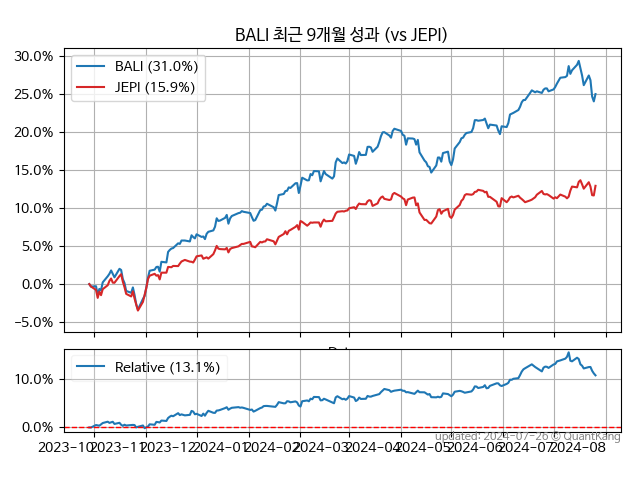 BALI 최근 9개월 성과 (vs JEPI)
30.0%
25.0%
20.0%
15.0%
10.0%
5.0%
0.0%
−5.0%
BALI (31.0%)
JEPI (15.9%)
10.0%
0.0%
Relative (13.1%)
updated: 2024-07-26 © QuantKang
2023-10 2023-11 2023-12 2024-01 2024-02 2024-03 2024-04 2024-05 2024-06 2024-07 2024-08